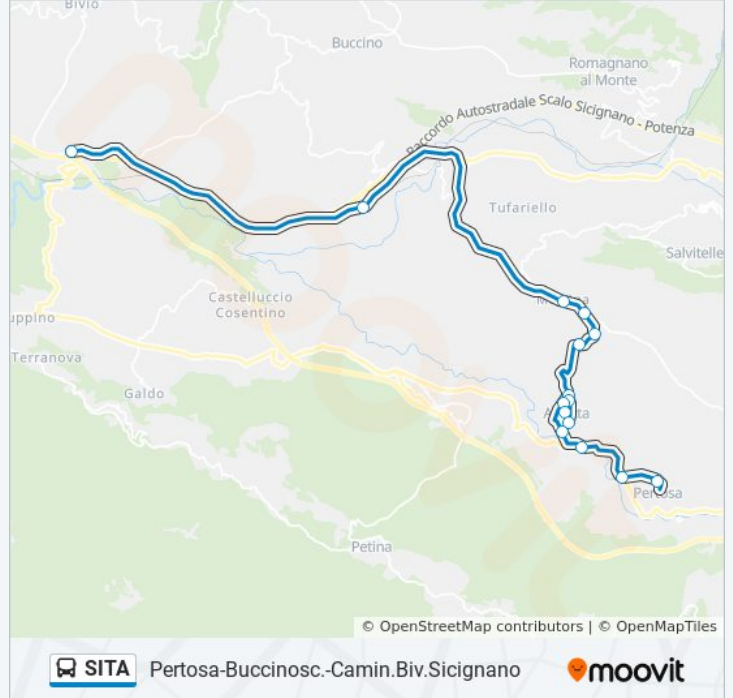 Bivio
Buccino
Romagnano
al Monte
Raccordo Autostradale Scalo Sicignano - Potenza
Tufariello
Salvitelle
Castelluccio
Cosentino
uppino
Terranova
Galdo
Pertosa
Petina
© OpenStreetMap contributors | © OpenMapTiles
SITA Pertosa-Buccinosc.-Camin.Biv.Sicignano
moovit